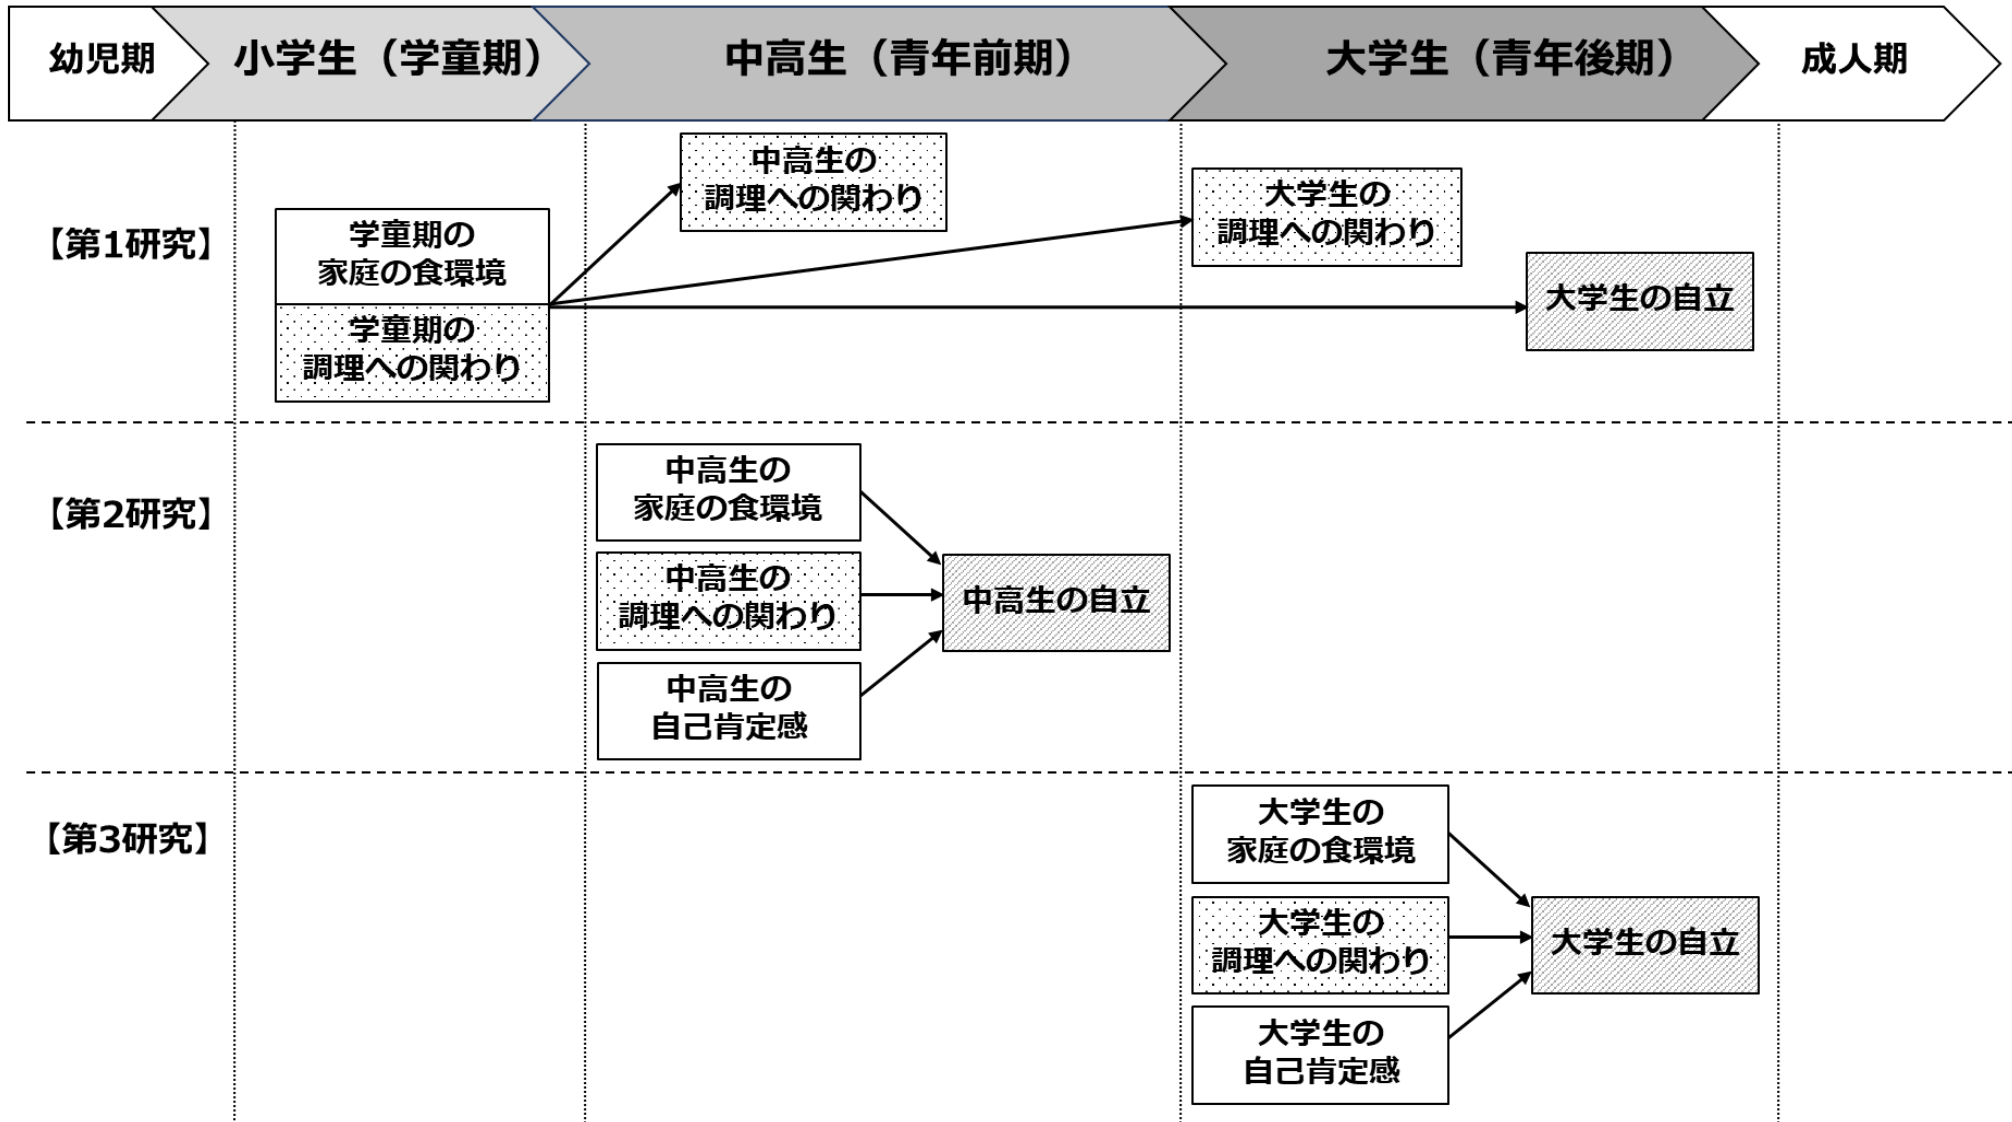 幼児期
小学生（学童期）
中高生（青年前期）
大学生（青年後期）
成人期
【第1研究】
学童期の
家庭の食環境
学童期の
調理への関わり
中高生の
調理への関わり
大学生の
調理への関わり
大学生の自立
【第2研究】
中高生の
家庭の食環境
中高生の
調理への関わり
中高生の
自己肯定感
中高生の自立
【第3研究】
大学生の
家庭の食環境
大学生の
調理への関わり
大学生の
自己肯定感
大学生の自立